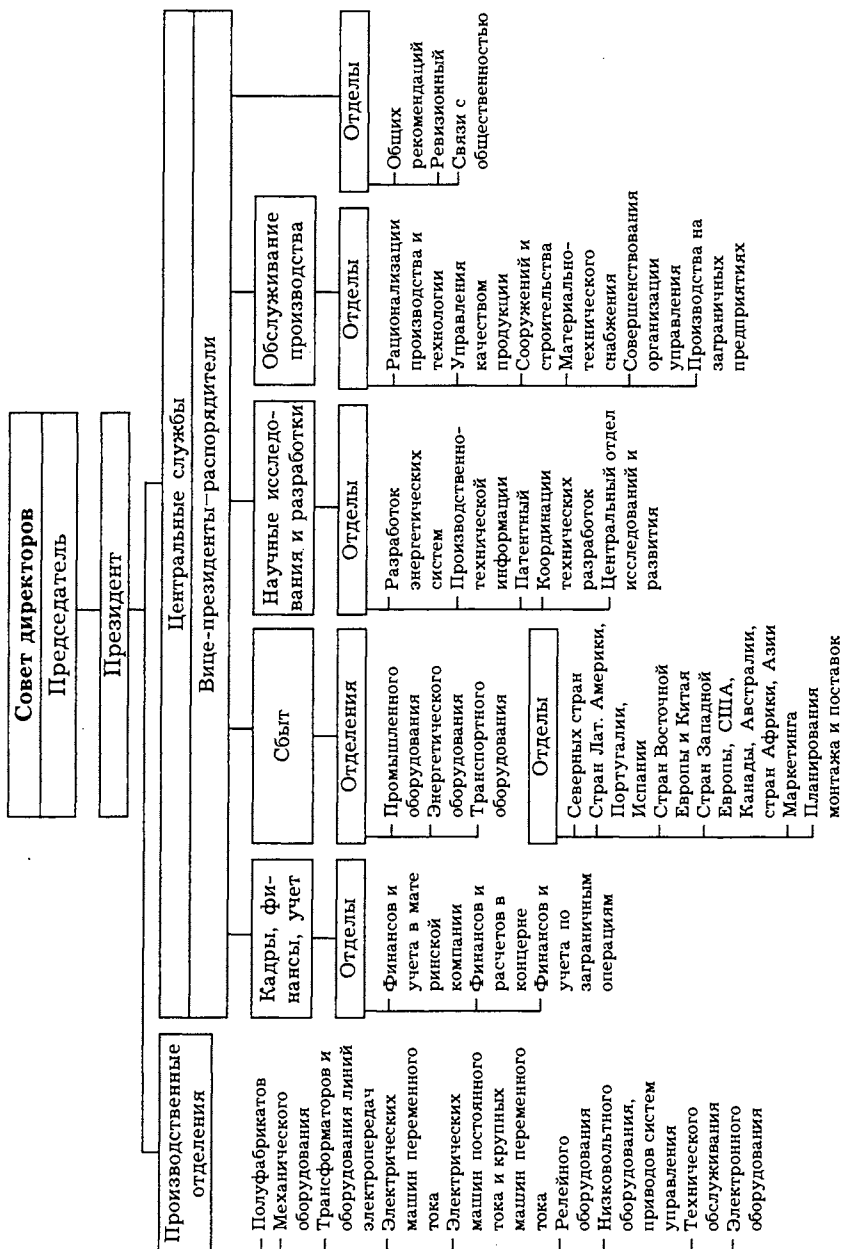 Совет директоров
Председатель
Президент
Производственные
отделения
- Полуфабрикатов
- Механического
оборудования
- Трансформаторов и
оборудования линий
электропередач
- Электрических
машин переменного
тока
- Электрических
машин постоянного
тока и крупных
машин переменного
тока
- Релейного
оборудования
- Низковольтного
оборудования,
приводов систем
управления
- Технического
обслуживания
- Электронного
оборудования
Центральные службы
Вице-президенты-распорядители
Кадры, фи-
нансы, учет
Отделы
Финансов и
учета в мате
ринской
компании
Финансов и
расчетов в
концерне
Финансов и
учета по
заграничным
операциям
Сбыт
Отделения
Промышленного
оборудования
Энергетического
оборудования
Транспортного
оборудования
Отделы
Северных стран
Стран Лат. Америки,
Португалии,
Испании
Стран Восточной
Европы и Китая
Стран Западной
Европы, США,
Канады, Австралии,
стран Африки, Азии
Маркетинга
Планирования
монтажа и поставок
Научные исследо-
вания и разработки
Отделы
Разработок
энергетических
систем
Производственно-
технической
информации
Патентный
Координации
технических
разработок
Центральный отдел
исследований и
развития
Обслуживание
производства
Отделы
Рационализации
производства и
технологии
Управления
качеством
продукции
Сооружений и
строительства
Материально-
технического
снабжения
Совершенствования
организации
управления
Производства на
заграничных
предприятиях
Отделы
Общих
рекомендаций
Ревизионный
Связи с
общественностью